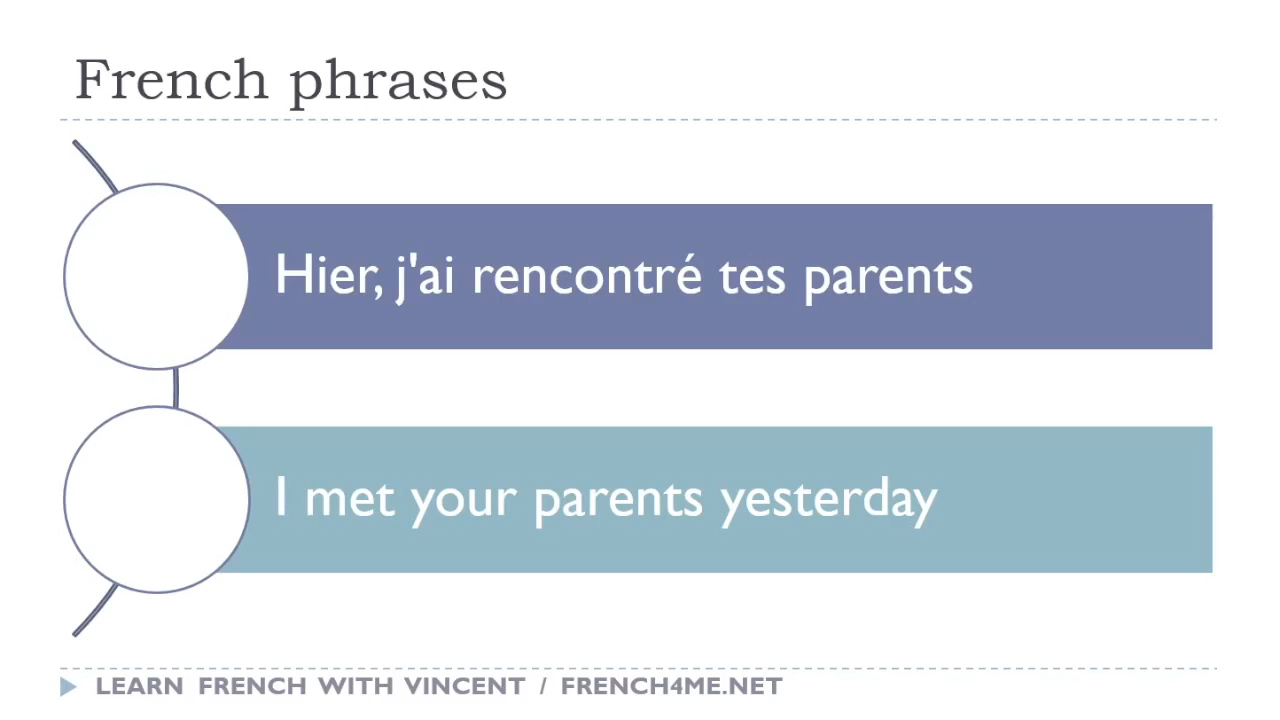 French phrases
Hier, j'ai rencontré tes parents
I met your parents yesterday
LEARN FRENCH WITH VINCENT / FRENCH4ME.NET